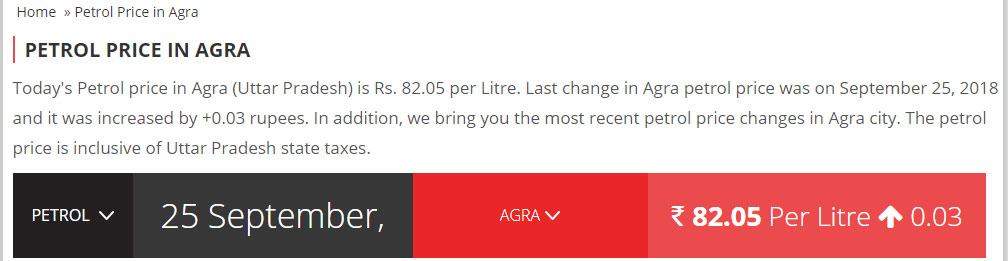 Home » Petrol Price in Agra
PETROL PRICE IN AGRA
Today's Petrol price in Agra (Uttar Pradesh) is Rs. 82.05 per Litre. Last change in Agra petrol price was on September 25, 2018
and it was increased by +0.03 rupees. In addition, we bring you the most recent petrol price changes in Agra city. The petrol
price is inclusive of Uttar Pradesh state taxes.
PETROL 25 September, AGRA ₹ 82.05 Per Litre 0.03